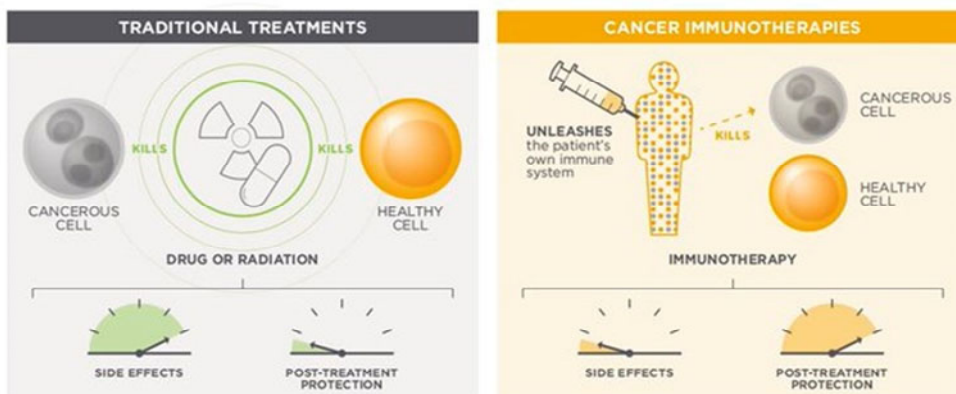 TRADITIONAL TREATMENTS
KILLS
KILLS
CANCEROUS
CELL
HEALTHY
CELL
DRUG OR RADIATION
SIDE EFFECTS
POST-TREATMENT
PROTECTION
CANCER IMMUNOTHERAPIES
UNLEASHES
the patient's
own immune
system
KILLS
CANCEROUS
CELL
HEALTHY
CELL
IMMUNOTHERAPY
SIDE EFFECTS
POST-TREATMENT
PROTECTION